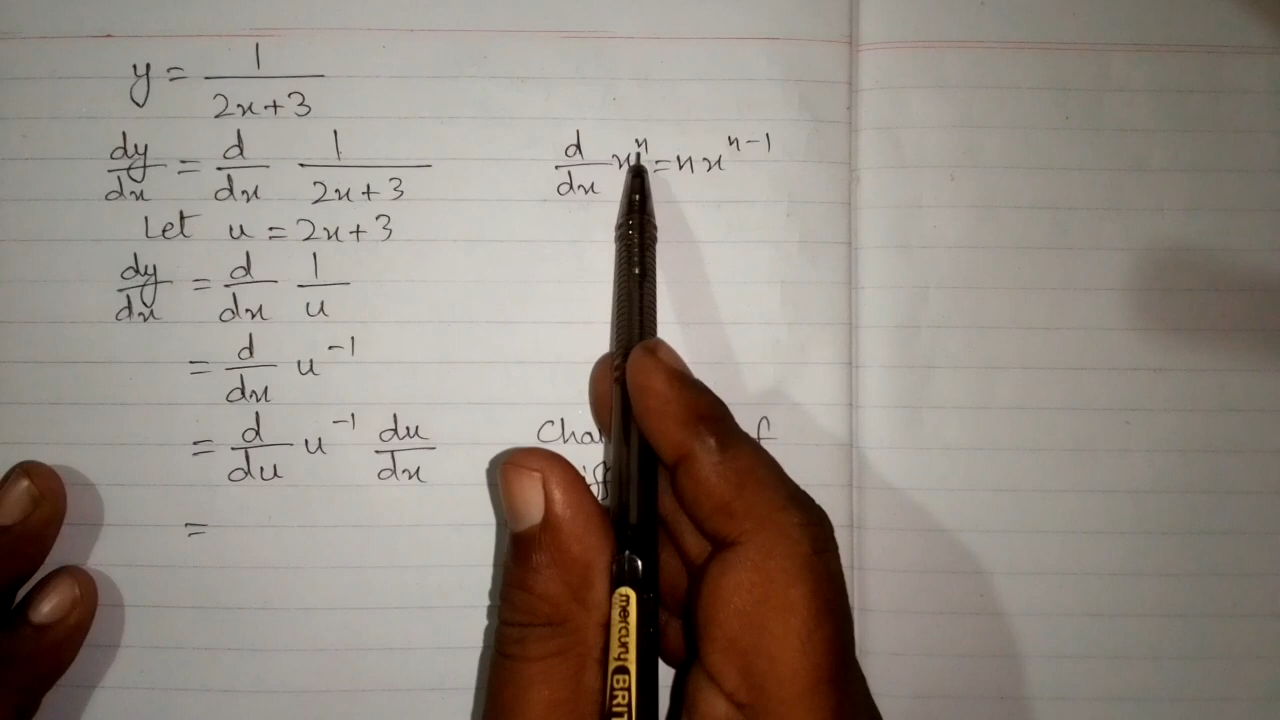 y = 1/(2x+3)
dy/dx = d/dx 1/(2x+3)
d/dx x^n = n x^(n-1)
Let u = 2x+3
dy/dx = d/dx 1/u
= d/dx u^-1
= d/du u^-1 du/dx
=
mercury BRIT